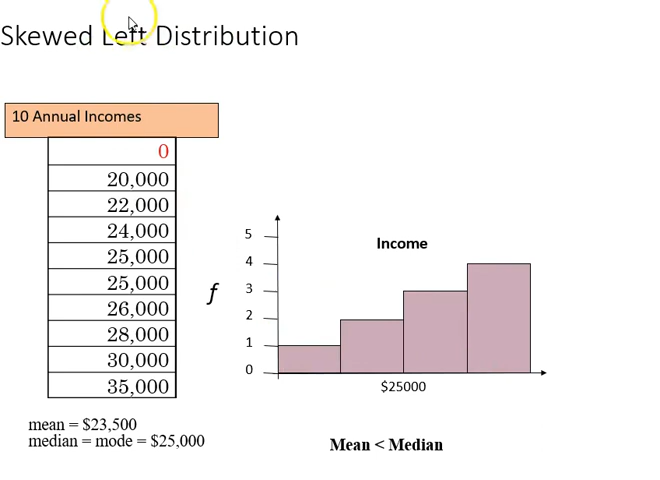 Skewed Left Distribution
10 Annual Incomes
0
20,000
22,000
24,000
25,000
25,000
26,000
28,000
30,000
35,000
mean = $23,500
median = mode = $25,000
Income
5
4
3
2
1
0
f
$25000
Mean < Median